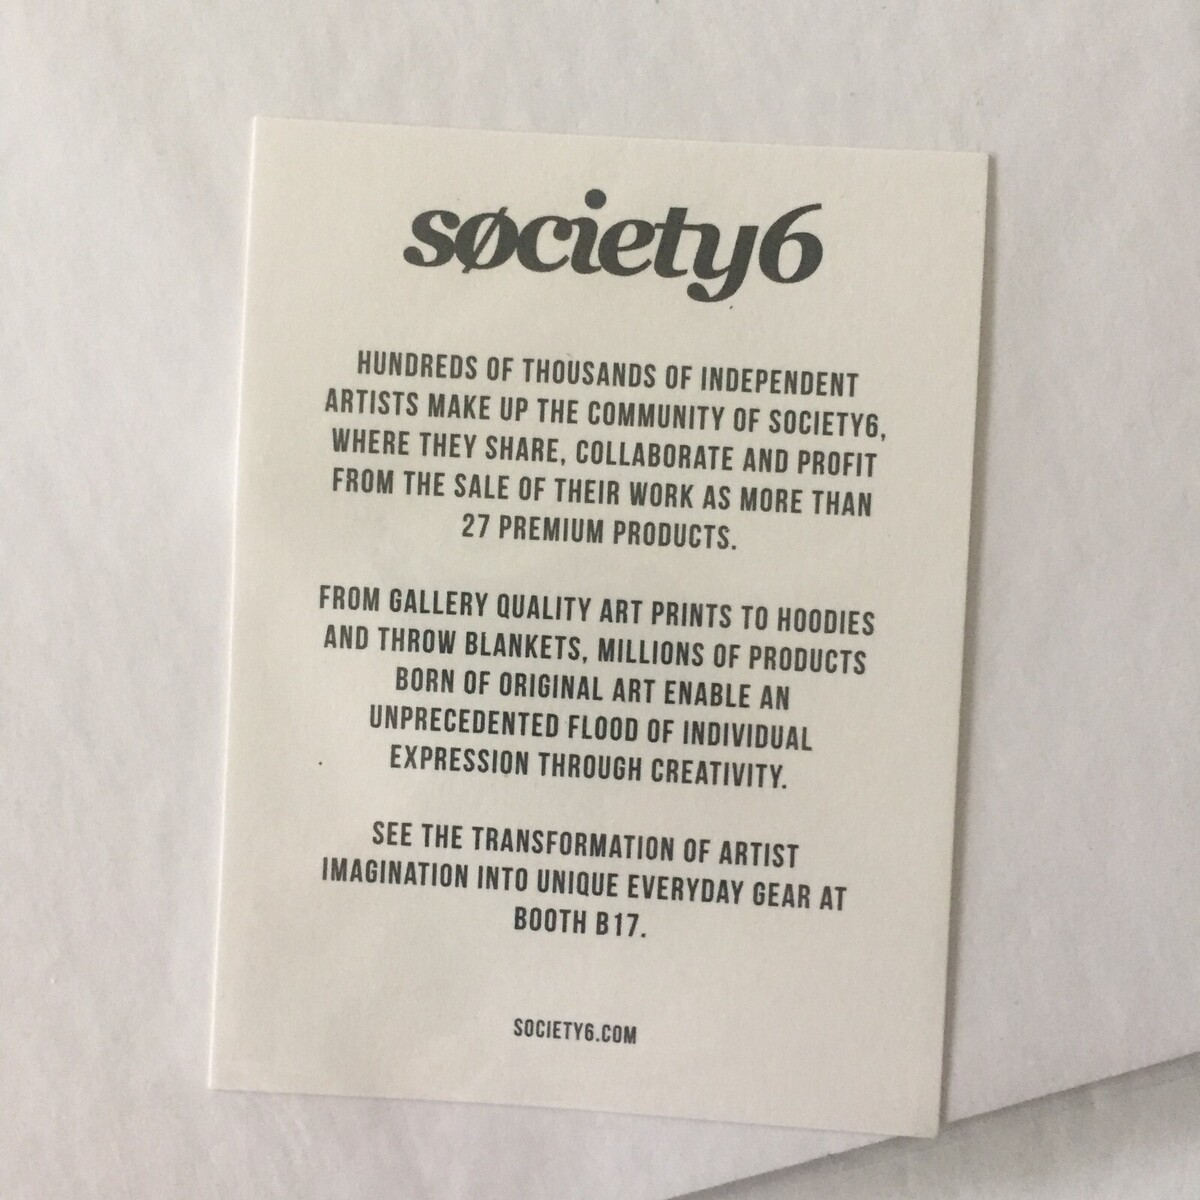 søciety6
HUNDREDS OF THOUSANDS OF INDEPENDENT
ARTISTS MAKE UP THE COMMUNITY OF SOCIETY6,
WHERE THEY SHARE, COLLABORATE AND PROFIT
FROM THE SALE OF THEIR WORK AS MORE THAN
27 PREMIUM PRODUCTS.
FROM GALLERY QUALITY ART PRINTS TO HOODIES
AND THROW BLANKETS, MILLIONS OF PRODUCTS
BORN OF ORIGINAL ART ENABLE AN
UNPRECEDENTED FLOOD OF INDIVIDUAL
EXPRESSION THROUGH CREATIVITY.
SEE THE TRANSFORMATION OF ARTIST
IMAGINATION INTO UNIQUE EVERYDAY GEAR AT
BOOTH B17.
SOCIETY6.COM